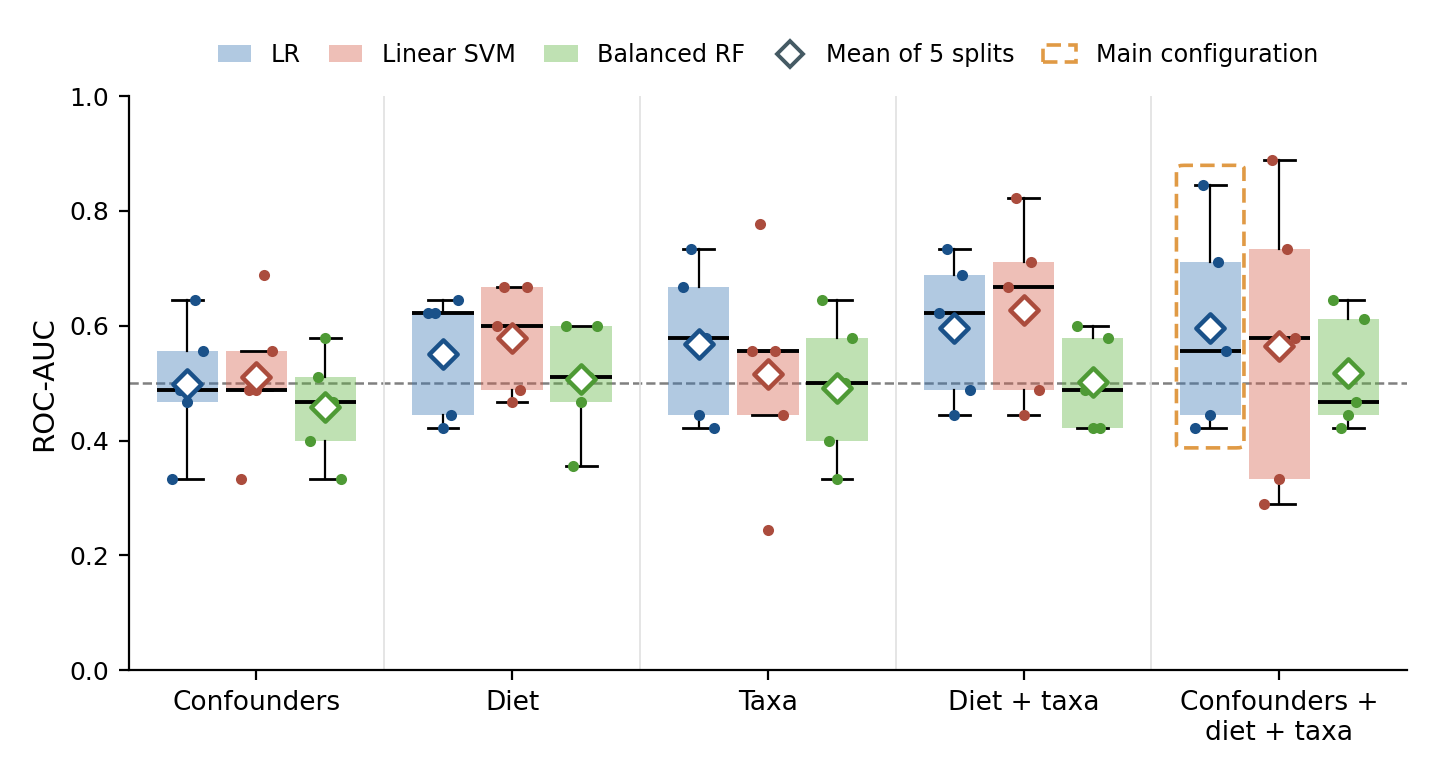 LR Linear SVM Balanced RF Mean of 5 splits Main configuration
1.0
0.8
0.6
0.4
0.2
0.0
ROC-AUC
Confounders Diet Taxa Diet + taxa Confounders +
diet + taxa